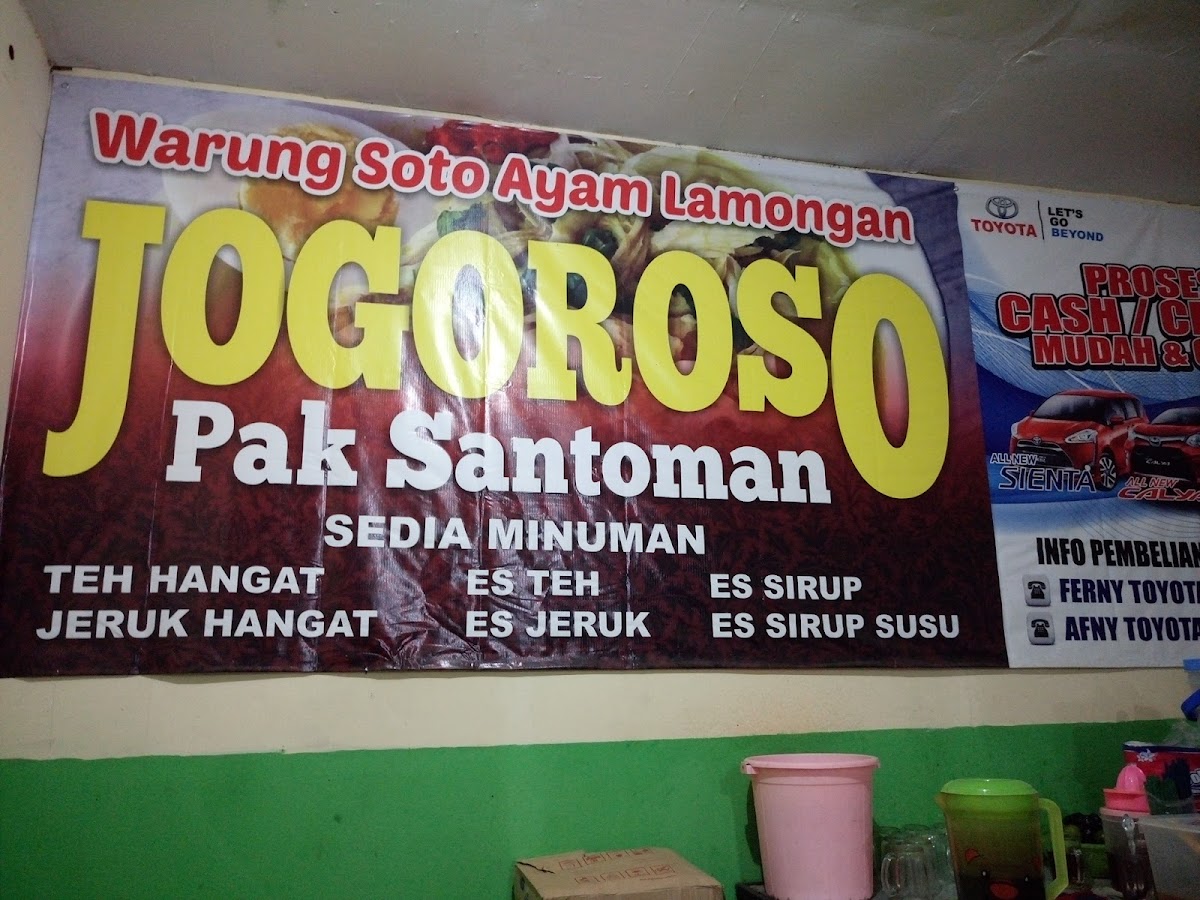 Warung Soto Ayam Lamongan
JOGOROSO
Pak Santoman
SEDIA MINUMAN
TEH HANGAT ES TEH ES SIRUP
JERUK HANGAT ES JERUK ES SIRUP SUSU
TOYOTA
LET'S
GO
BEYOND
CASH /
MUDAH &
ALL NEW
SIENTA
ALL NEW
INFO
FERNY TOYOTA
AFNY TOYOTA